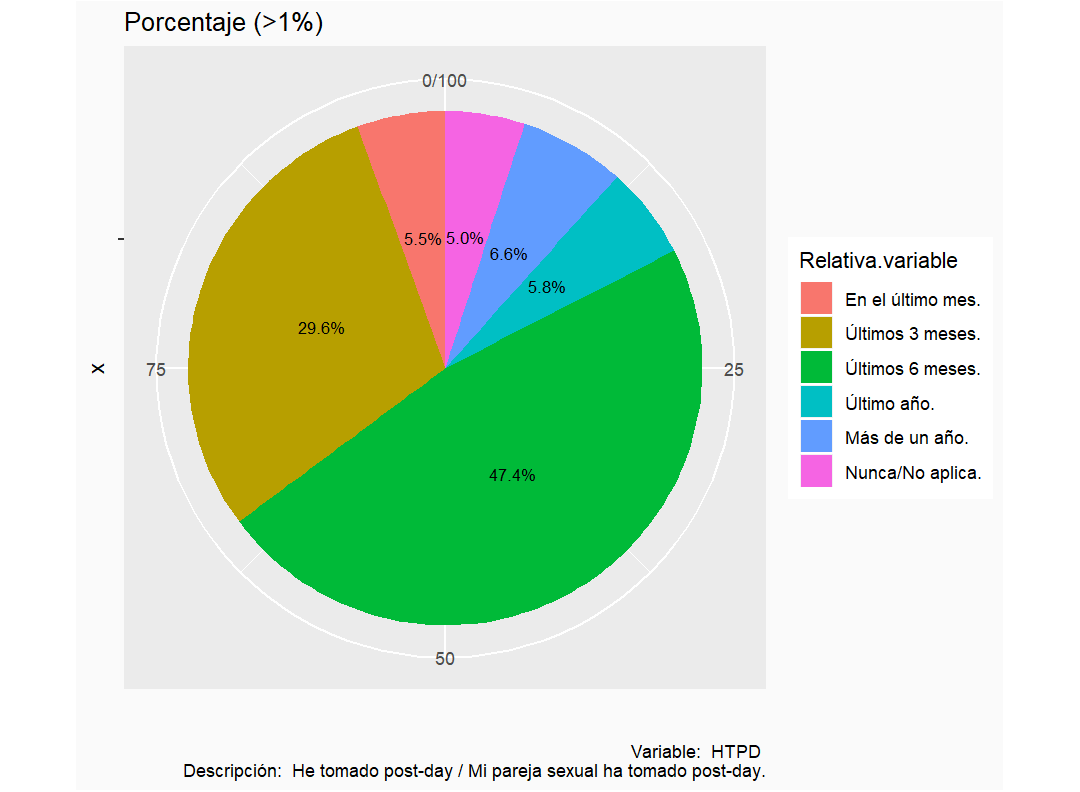 Porcentaje (>1%)
0/100
5.5%
5.0%
6.6%
5.8%
29.6%
47.4%
75
25
50
x
Relativa.variable
En el último mes.
Últimos 3 meses.
Últimos 6 meses.
Último año.
Más de un año.
Nunca/No aplica.
Variable:  HTPD
Descripción:  He tomado post-day / Mi pareja sexual ha tomado post-day.